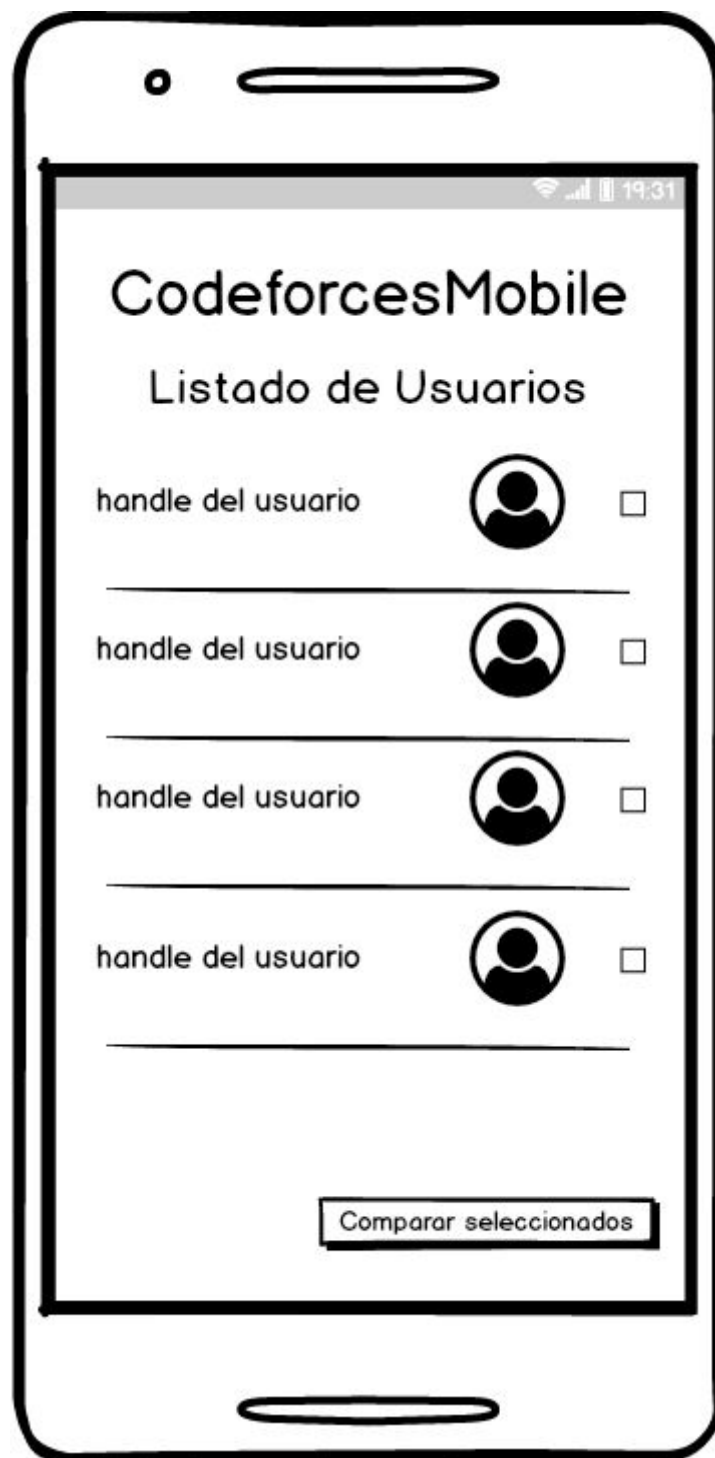 19:31
CodeforcesMobile
Listado de Usuarios
handle del usuario
handle del usuario
handle del usuario
handle del usuario
Comparar seleccionados